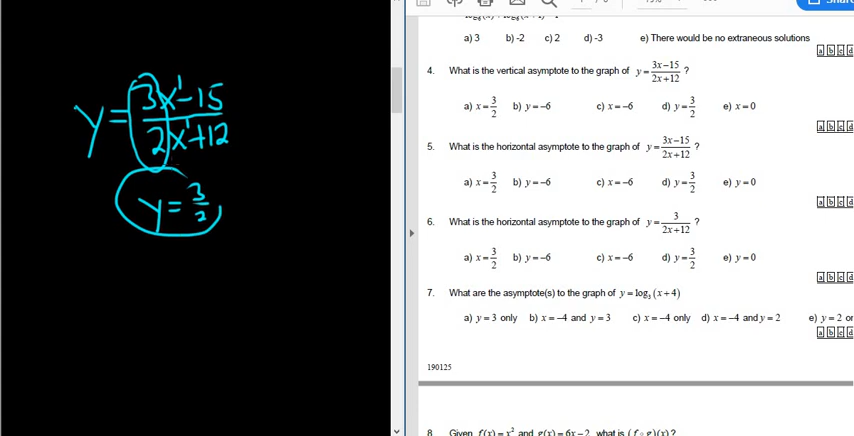 y = 3x¹-15 / 2x¹+12
y = 3/2
a) 3 b) -2 c) 2 d) -3 e) There would be no extraneous solutions
a b c d
4. What is the vertical asymptote to the graph of y = 3x-15 / 2x+12 ?
a) x = 3/2 b) y = -6 c) x = -6 d) y = 3/2 e) x = 0
a b c d
5. What is the horizontal asymptote to the graph of y = 3x-15 / 2x+12 ?
a) x = 3/2 b) y = -6 c) x = -6 d) y = 3/2 e) y = 0
a b c d
6. What is the horizontal asymptote to the graph of y = 3 / 2x+12 ?
a) x = 3/2 b) y = -6 c) x = -6 d) y = 3/2 e) y = 0
a b c d
7. What are the asymptote(s) to the graph of y = log₃ (x + 4)
a) y = 3 only b) x = -4 and y = 3 c) x = -4 only d) x = -4 and y = 2 e) y = 2 or
a b c d
190125
8. Given f(x) = x² and g(x) = 6x - 2, what is (f ∘ g)(x)?